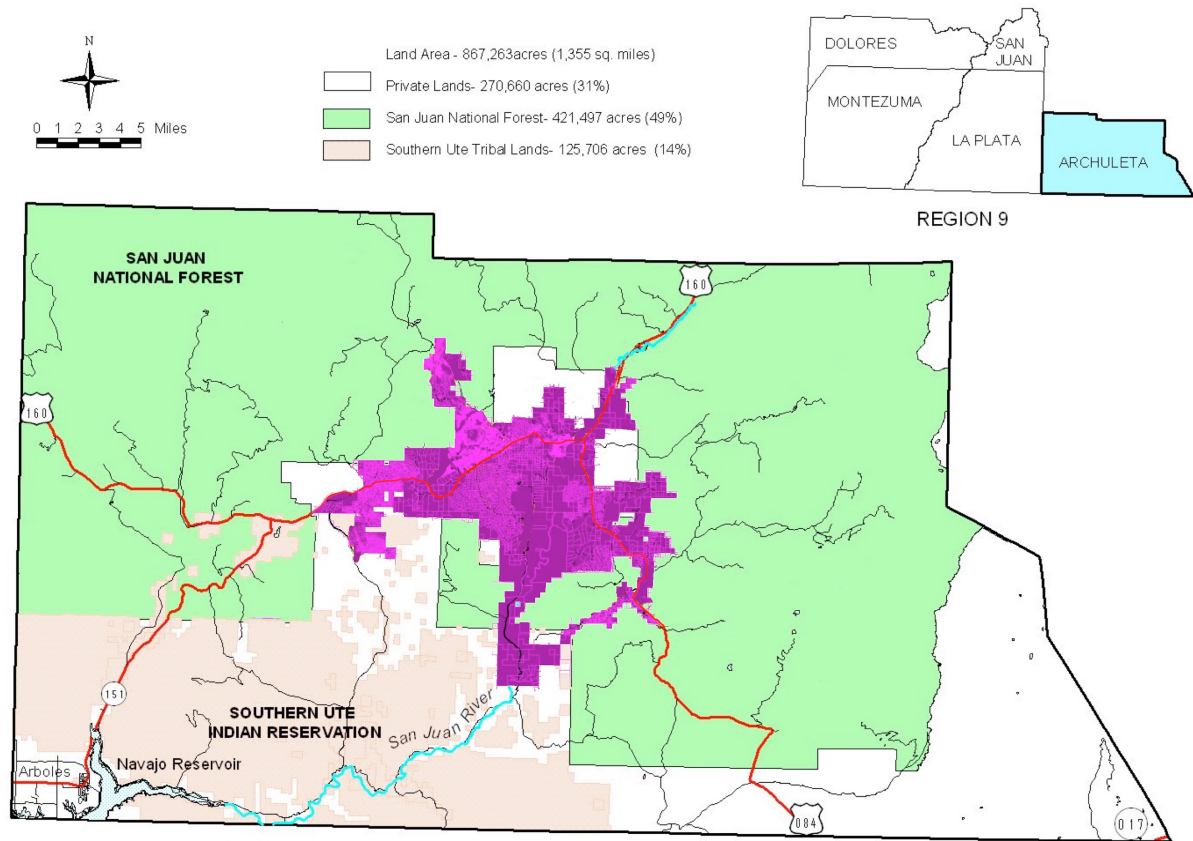 N
0 1 2 3 4 5 Miles
Land Area - 867,263acres (1,355 sq. miles)
Private Lands- 270,660 acres (31%)
San Juan National Forest- 421,497 acres (49%)
Southern Ute Tribal Lands- 125,706 acres (14%)
DOLORES
SAN
JUAN
MONTEZUMA
LA PLATA
ARCHULETA
REGION 9
SAN JUAN
NATIONAL FOREST
160
160
151
SOUTHERN UTE
INDIAN RESERVATION
San Juan River
Navajo Reservoir
Arboles
084
017